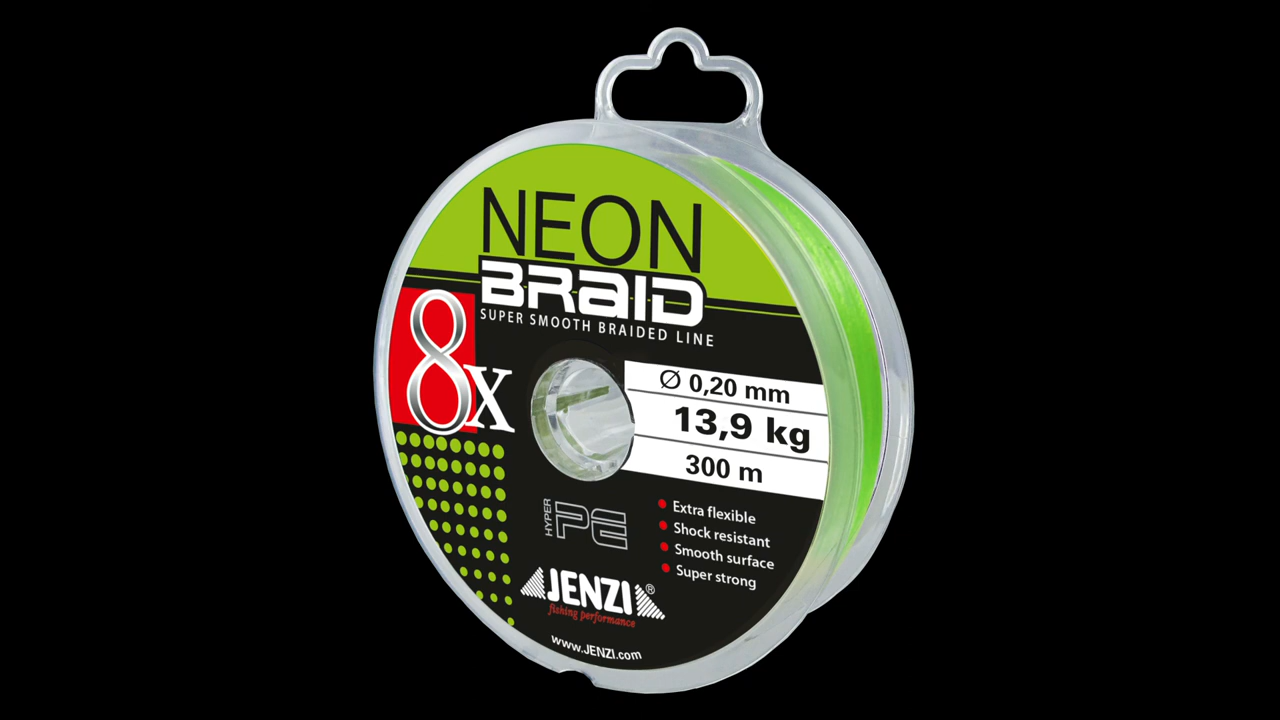 NEON
BRaID
SUPER SMOOTH BRAIDED LINE
8X
Ø 0,20 mm
13,9 kg
300 m
HYPER PE
Extra flexible
Shock resistant
Smooth surface
Super strong
JENZI®
fishing performance
www.JENZI.com